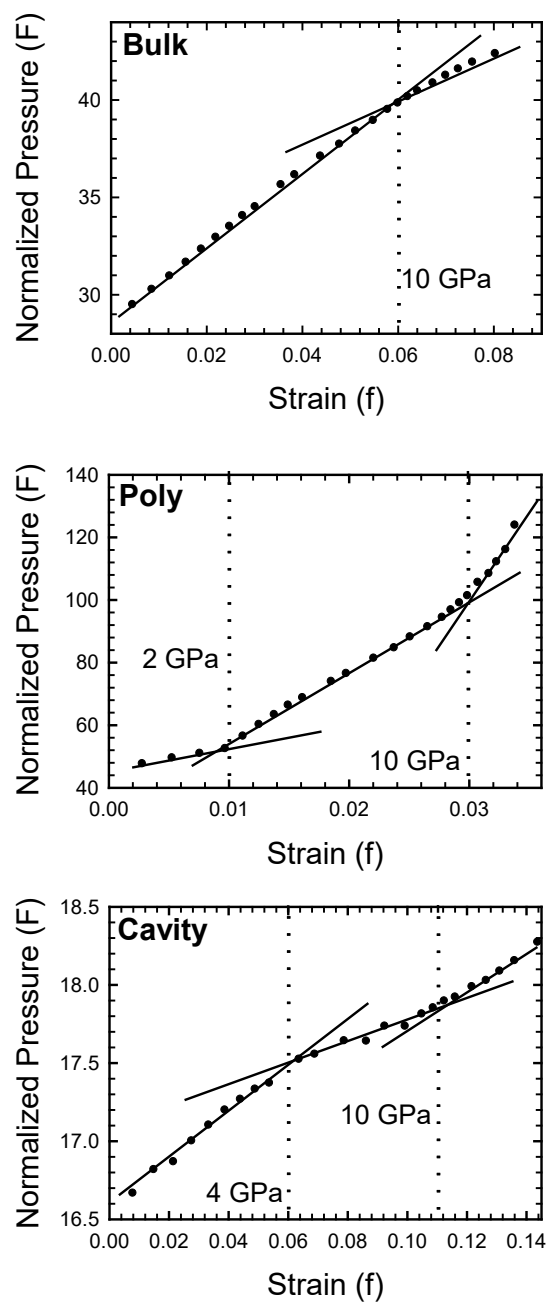 Bulk
Normalized Pressure (F)
40
35
30
10 GPa
0.00 0.02 0.04 0.06 0.08
Strain (f)
Poly
Normalized Pressure (F)
140
120
100
80
60
40
2 GPa
10 GPa
0.00 0.01 0.02 0.03
Strain (f)
Cavity
Normalized Pressure (F)
18.5
18.0
17.5
17.0
16.5
10 GPa
4 GPa
0.00 0.02 0.04 0.06 0.08 0.10 0.12 0.14
Strain (f)